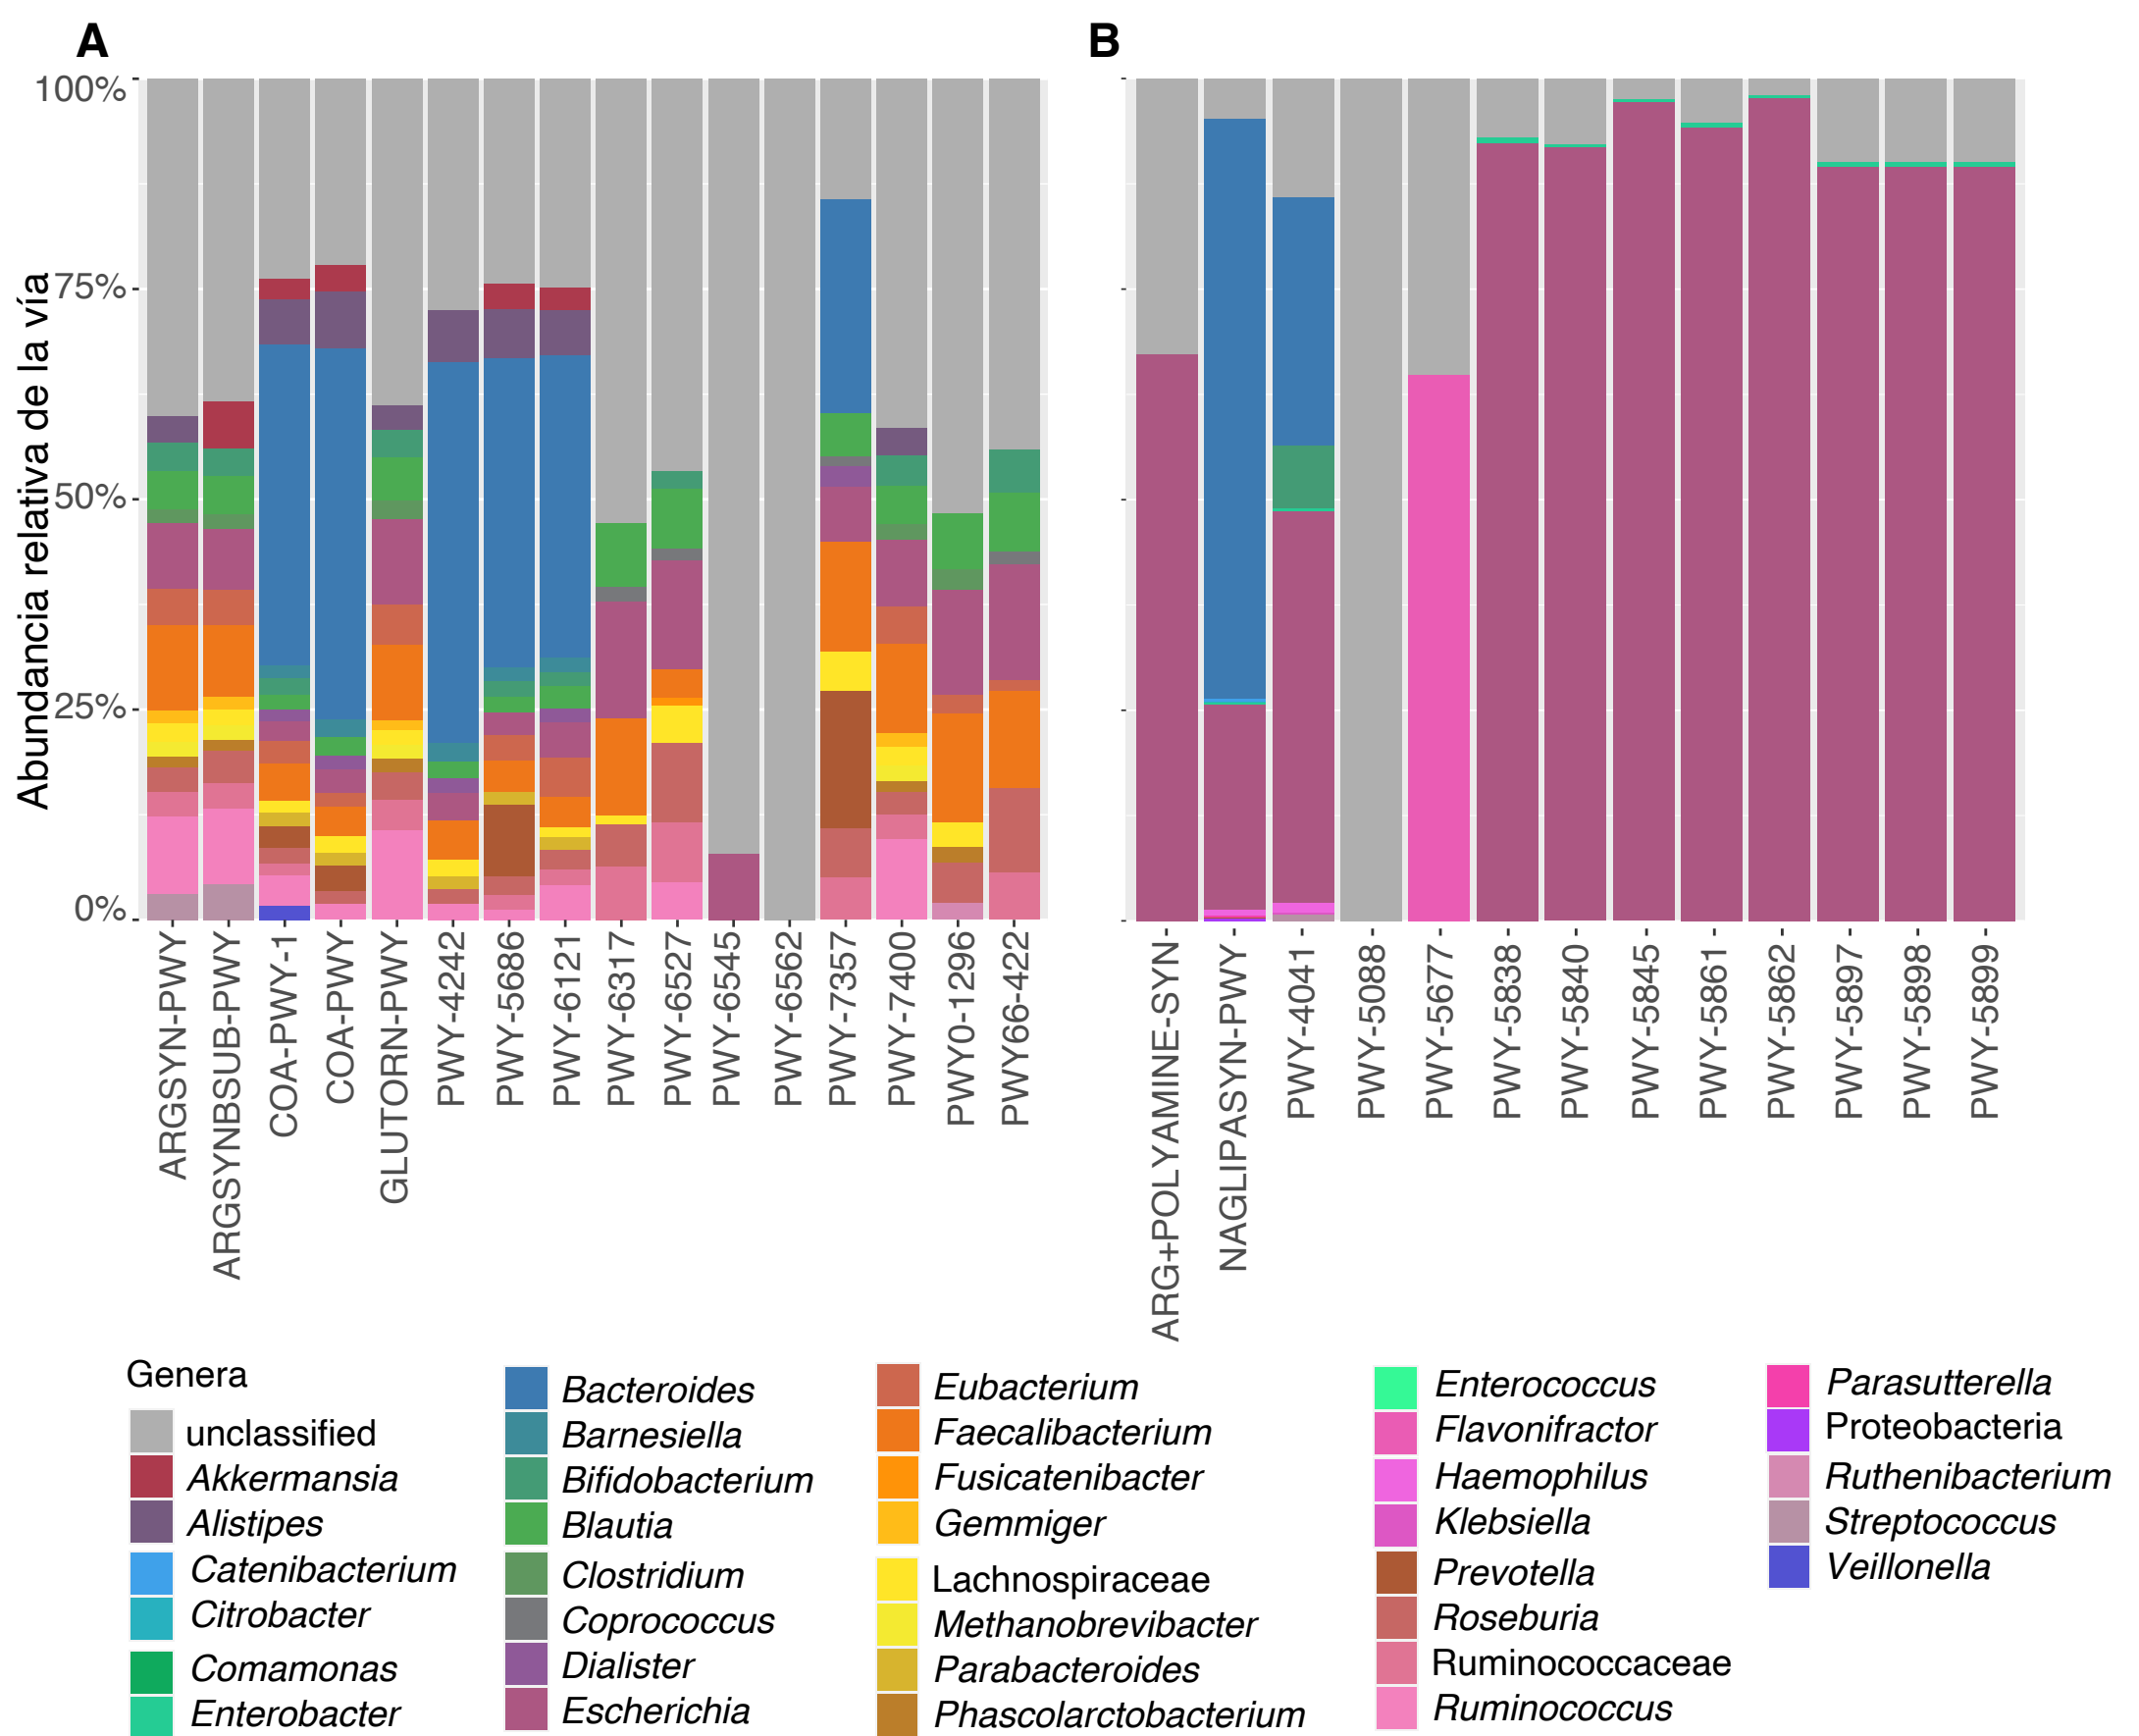 A
B
Abundancia relativa de la vía
100%
75%
50%
25%
0%
ARGSYN-PWY
ARGSYNBSUB-PWY
COA-PWY-1
COA-PWY
GLUTORN-PWY
PWY-4242
PWY-5686
PWY-6121
PWY-6317
PWY-6527
PWY-6545
PWY-6562
PWY-7357
PWY-7400
PWY0-1296
PWY66-422
ARG+POLYAMINE-SYN
NAGLIPASYN-PWY
PWY-4041
PWY-5088
PWY-5677
PWY-5838
PWY-5840
PWY-5845
PWY-5861
PWY-5862
PWY-5897
PWY-5898
PWY-5899
Genera
unclassified
Akkermansia
Alistipes
Catenibacterium
Citrobacter
Comamonas
Enterobacter
Bacteroides
Barnesiella
Bifidobacterium
Blautia
Clostridium
Coprococcus
Dialister
Escherichia
Eubacterium
Faecalibacterium
Fusicatenibacter
Gemmiger
Lachnospiraceae
Methanobrevibacter
Parabacteroides
Phascolarctobacterium
Enterococcus
Flavonifractor
Haemophilus
Klebsiella
Prevotella
Roseburia
Ruminococcaceae
Ruminococcus
Parasutterella
Proteobacteria
Ruthenibacterium
Streptococcus
Veillonella